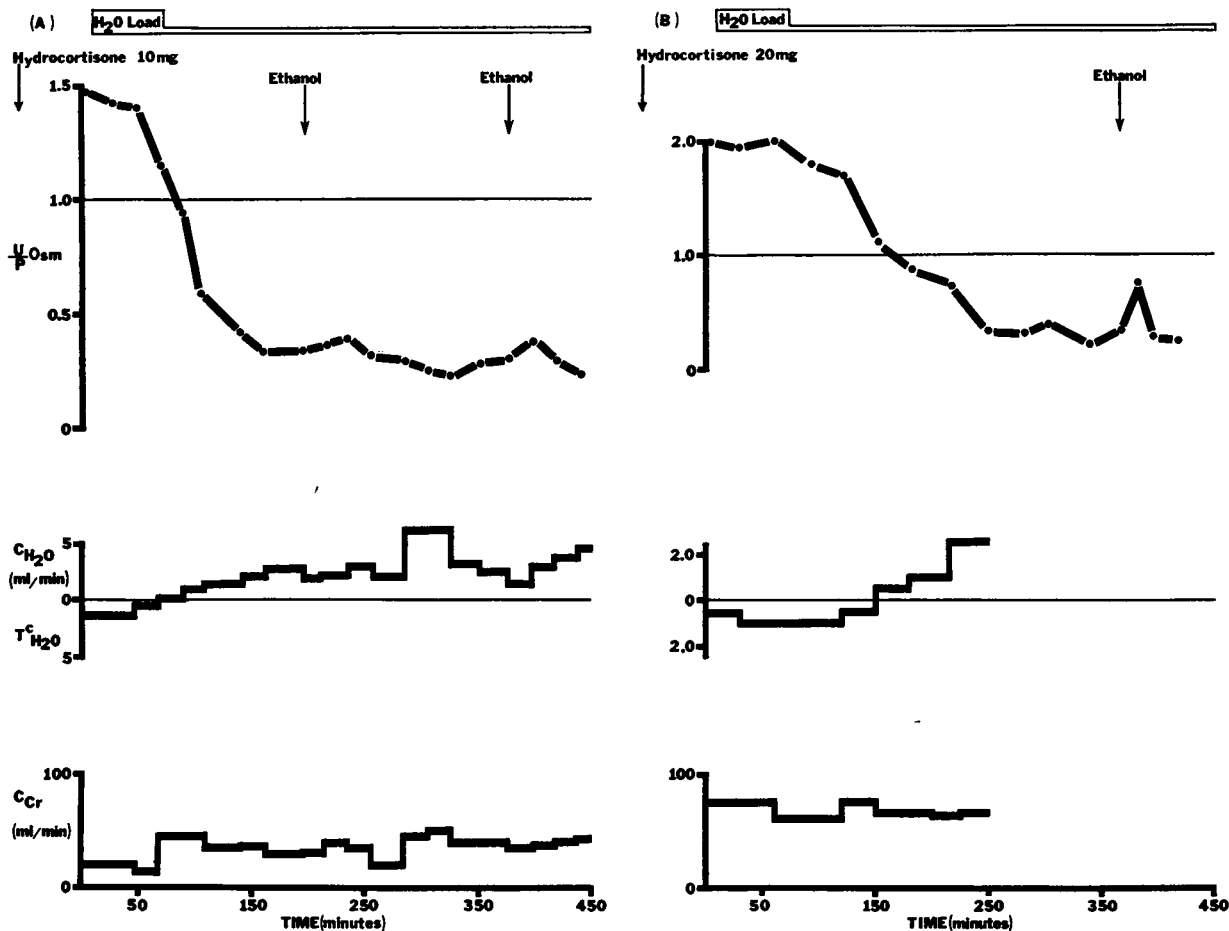 (A)
H2O Load
Hydrocortisone 10mg
Ethanol
Ethanol
1.5
1.0
U/P Osm
0.5
0
CH2O
(ml/min)
5
0
TcH2O
5
100
CCr
(ml/min)
0
50
150
250
350
450
TIME(minutes)
(B)
H2O Load
Hydrocortisone 20mg
Ethanol
2.0
1.0
0
2.0
0
2.0
100
0
50
150
250
350
450
TIME(minutes)